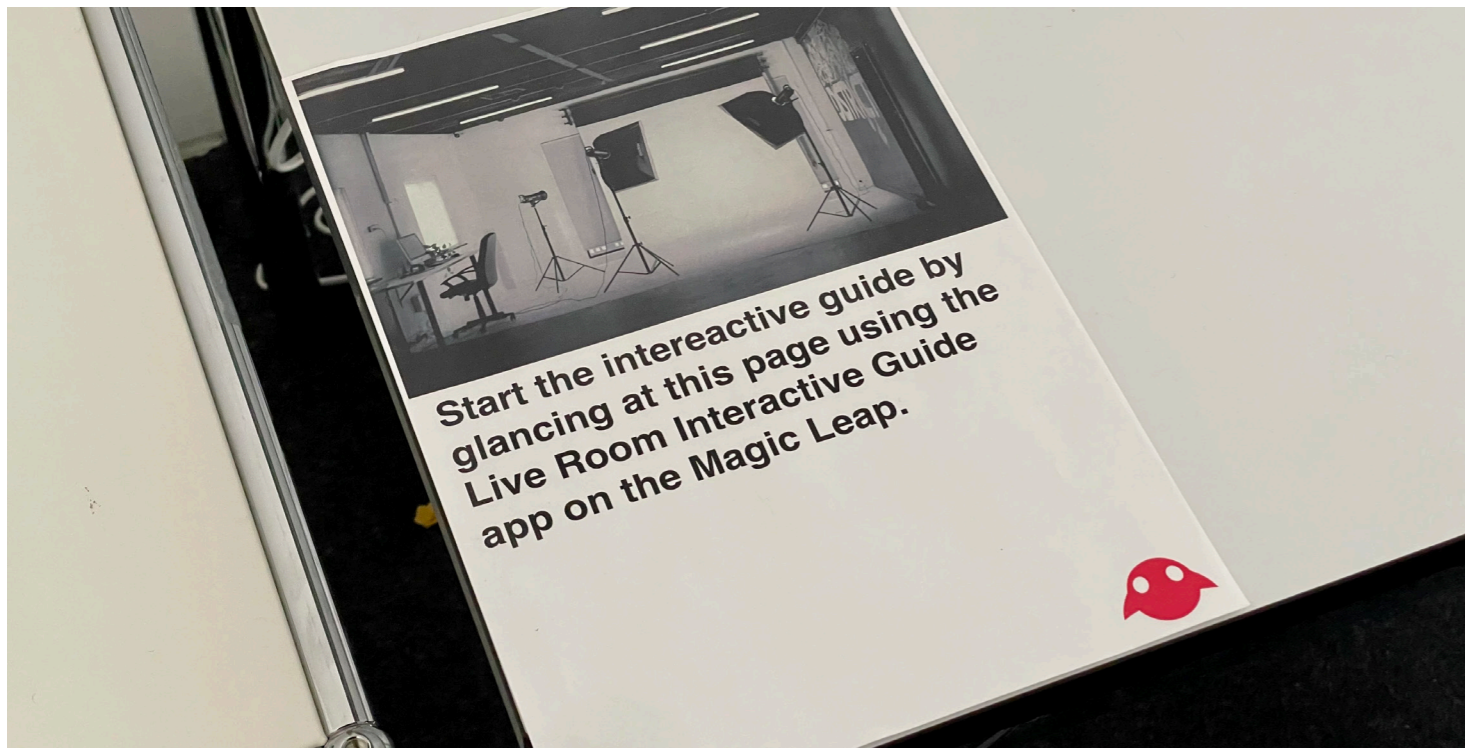 Start the intereactive guide by
glancing at this page using the
Live Room Interactive Guide
app on the Magic Leap.